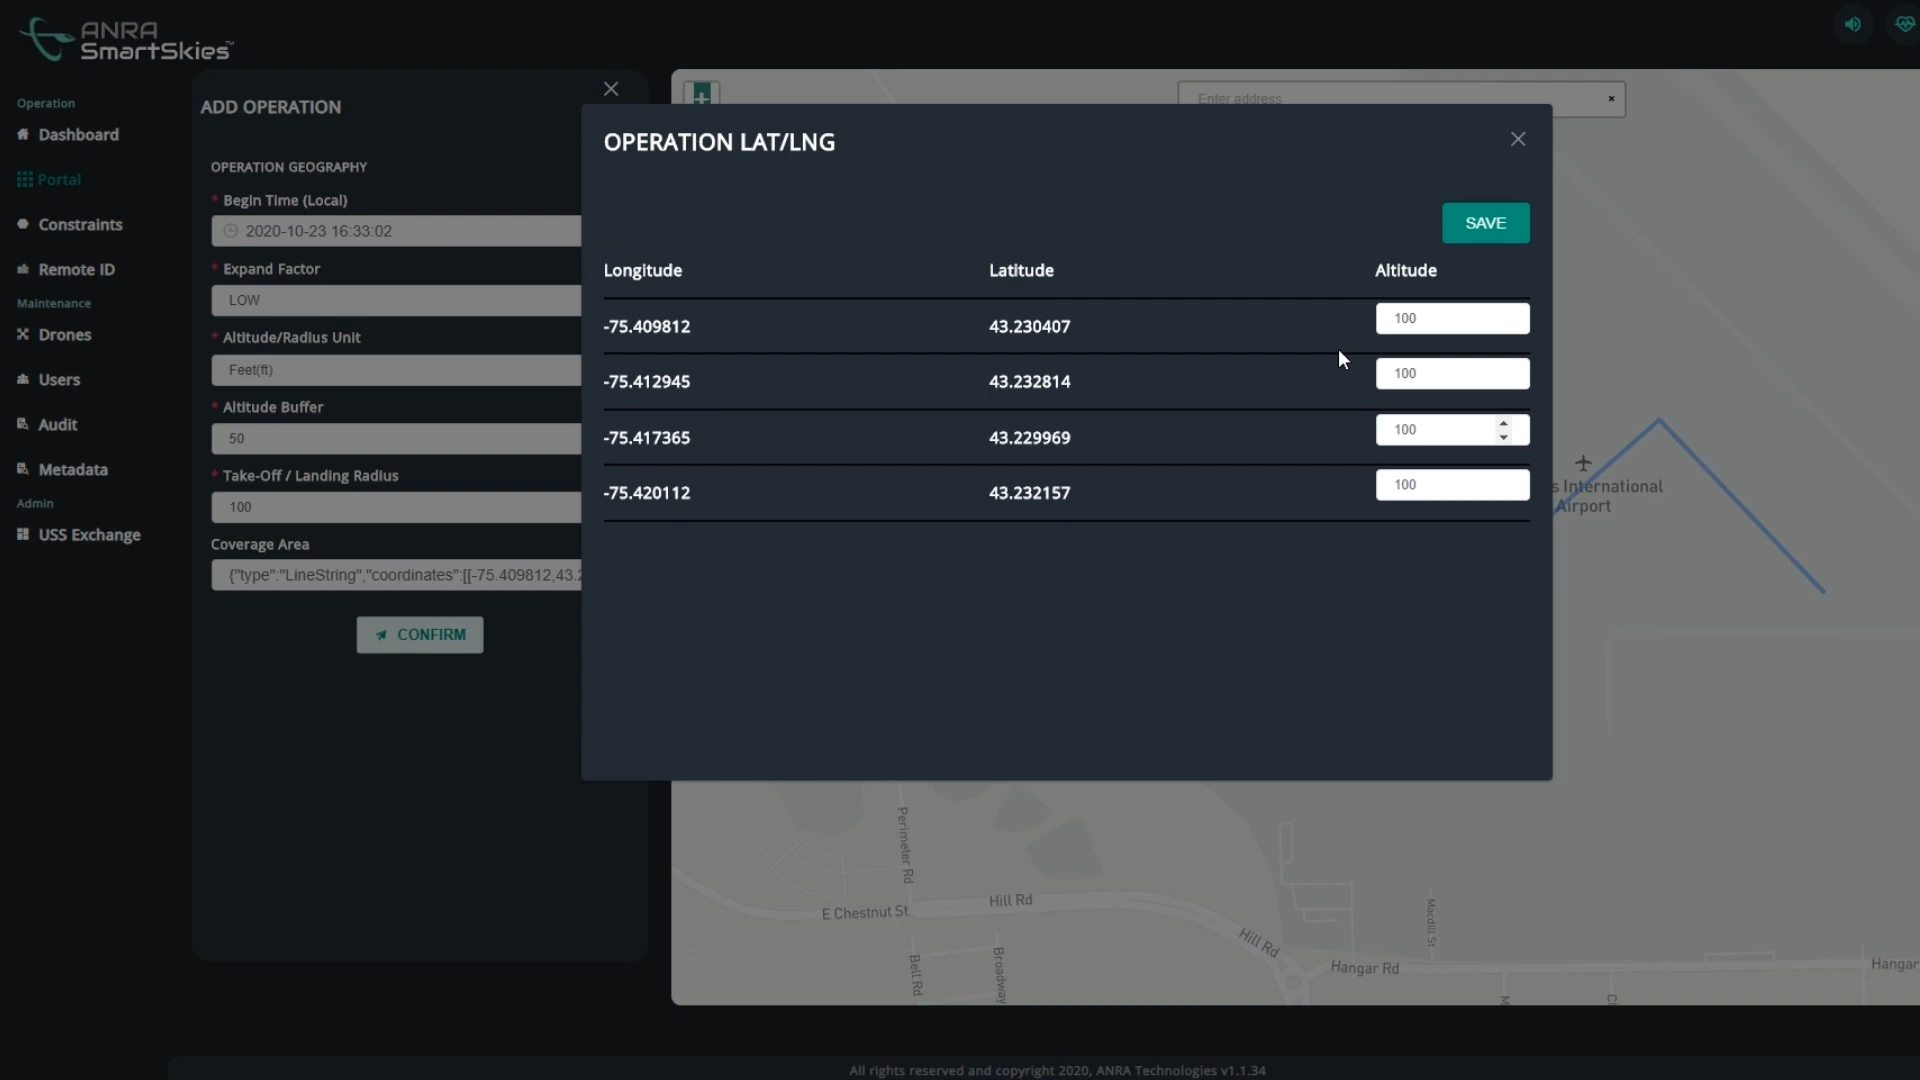 ANRA
SmartSkies™
Operation
Dashboard
Portal
Constraints
Remote ID
Maintenance
Drones
Users
Audit
Metadata
Admin
USS Exchange
ADD OPERATION
OPERATION GEOGRAPHY
* Begin Time (Local)
2020-10-23 16:33:02
* Expand Factor
LOW
* Altitude/Radius Unit
Feet(ft)
* Altitude Buffer
50
* Take-Off / Landing Radius
100
Coverage Area
{"type":"LineString","coordinates":[[-75.409812,43.2
CONFIRM
Enter address
OPERATION LAT/LNG
SAVE
Longitude Latitude Altitude
-75.409812 43.230407 100
-75.412945 43.232814 100
-75.417365 43.229969 100
-75.420112 43.232157 100
s International
Airport
Perimeter Rd
E Chestnut St
Hill Rd
Hill Rd
Bell Rd
Broadway
Macdill St
Hangar Rd
Hangar
All rights reserved and copyright 2020, ANRA Technologies v1.1.34